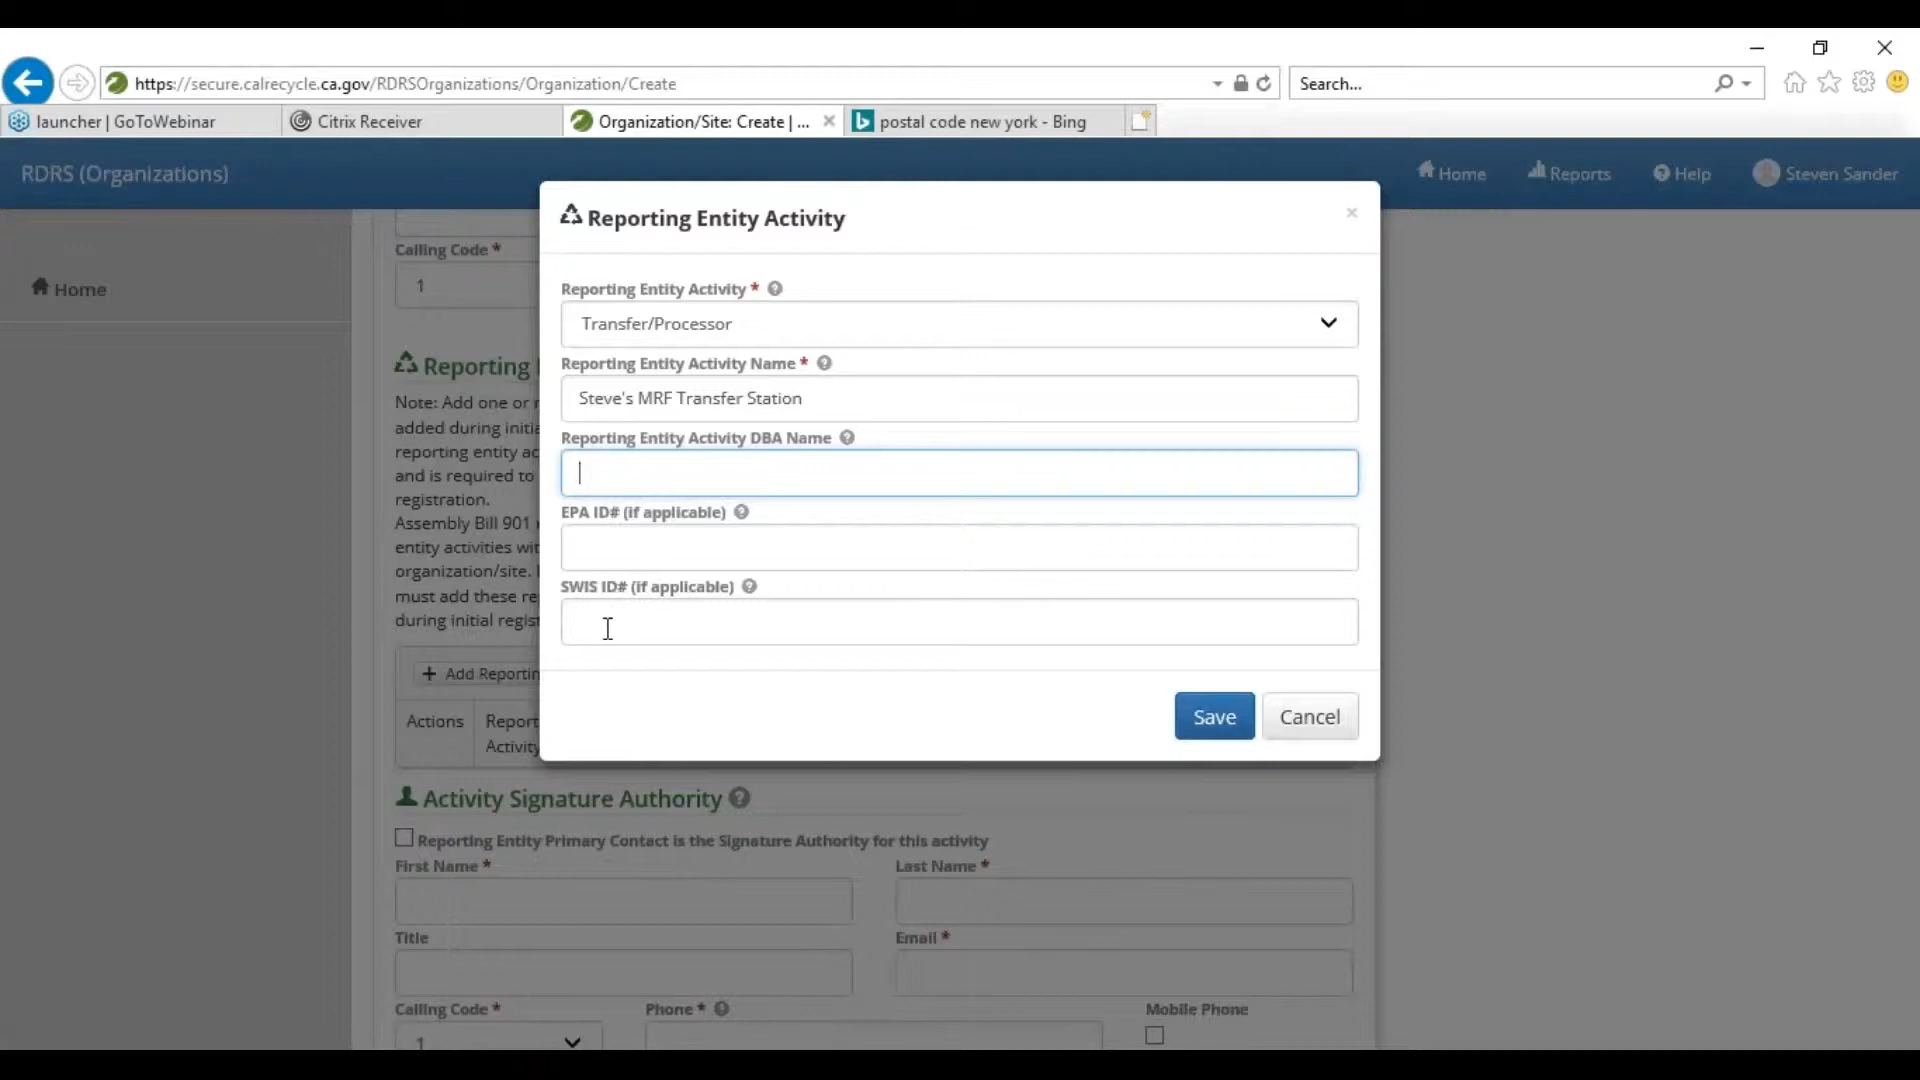 https://secure.calrecycle.ca.gov/RDRSOrganizations/Organization/Create
Search...
launcher | GoToWebinar
Citrix Receiver
Organization/Site: Create | ...
postal code new york - Bing
RDRS (Organizations)
Home
Reports
Help
Steven Sander
Home
Calling Code *
1
Reporting
Note: Add one or
added during initia
reporting entity ac
and is required to
registration.
Assembly Bill 901
entity activities wit
organization/site.
must add these re
during initial regist
+ Add Reportin
Actions
Report
Activity
Reporting Entity Activity
×
Reporting Entity Activity *
Transfer/Processor
Reporting Entity Activity Name *
Steve's MRF Transfer Station
Reporting Entity Activity DBA Name
EPA ID# (if applicable)
SWIS ID# (if applicable)
Save
Cancel
Activity Signature Authority
Reporting Entity Primary Contact is the Signature Authority for this activity
First Name *
Last Name *
Title
Email *
Calling Code *
Phone *
Mobile Phone
1